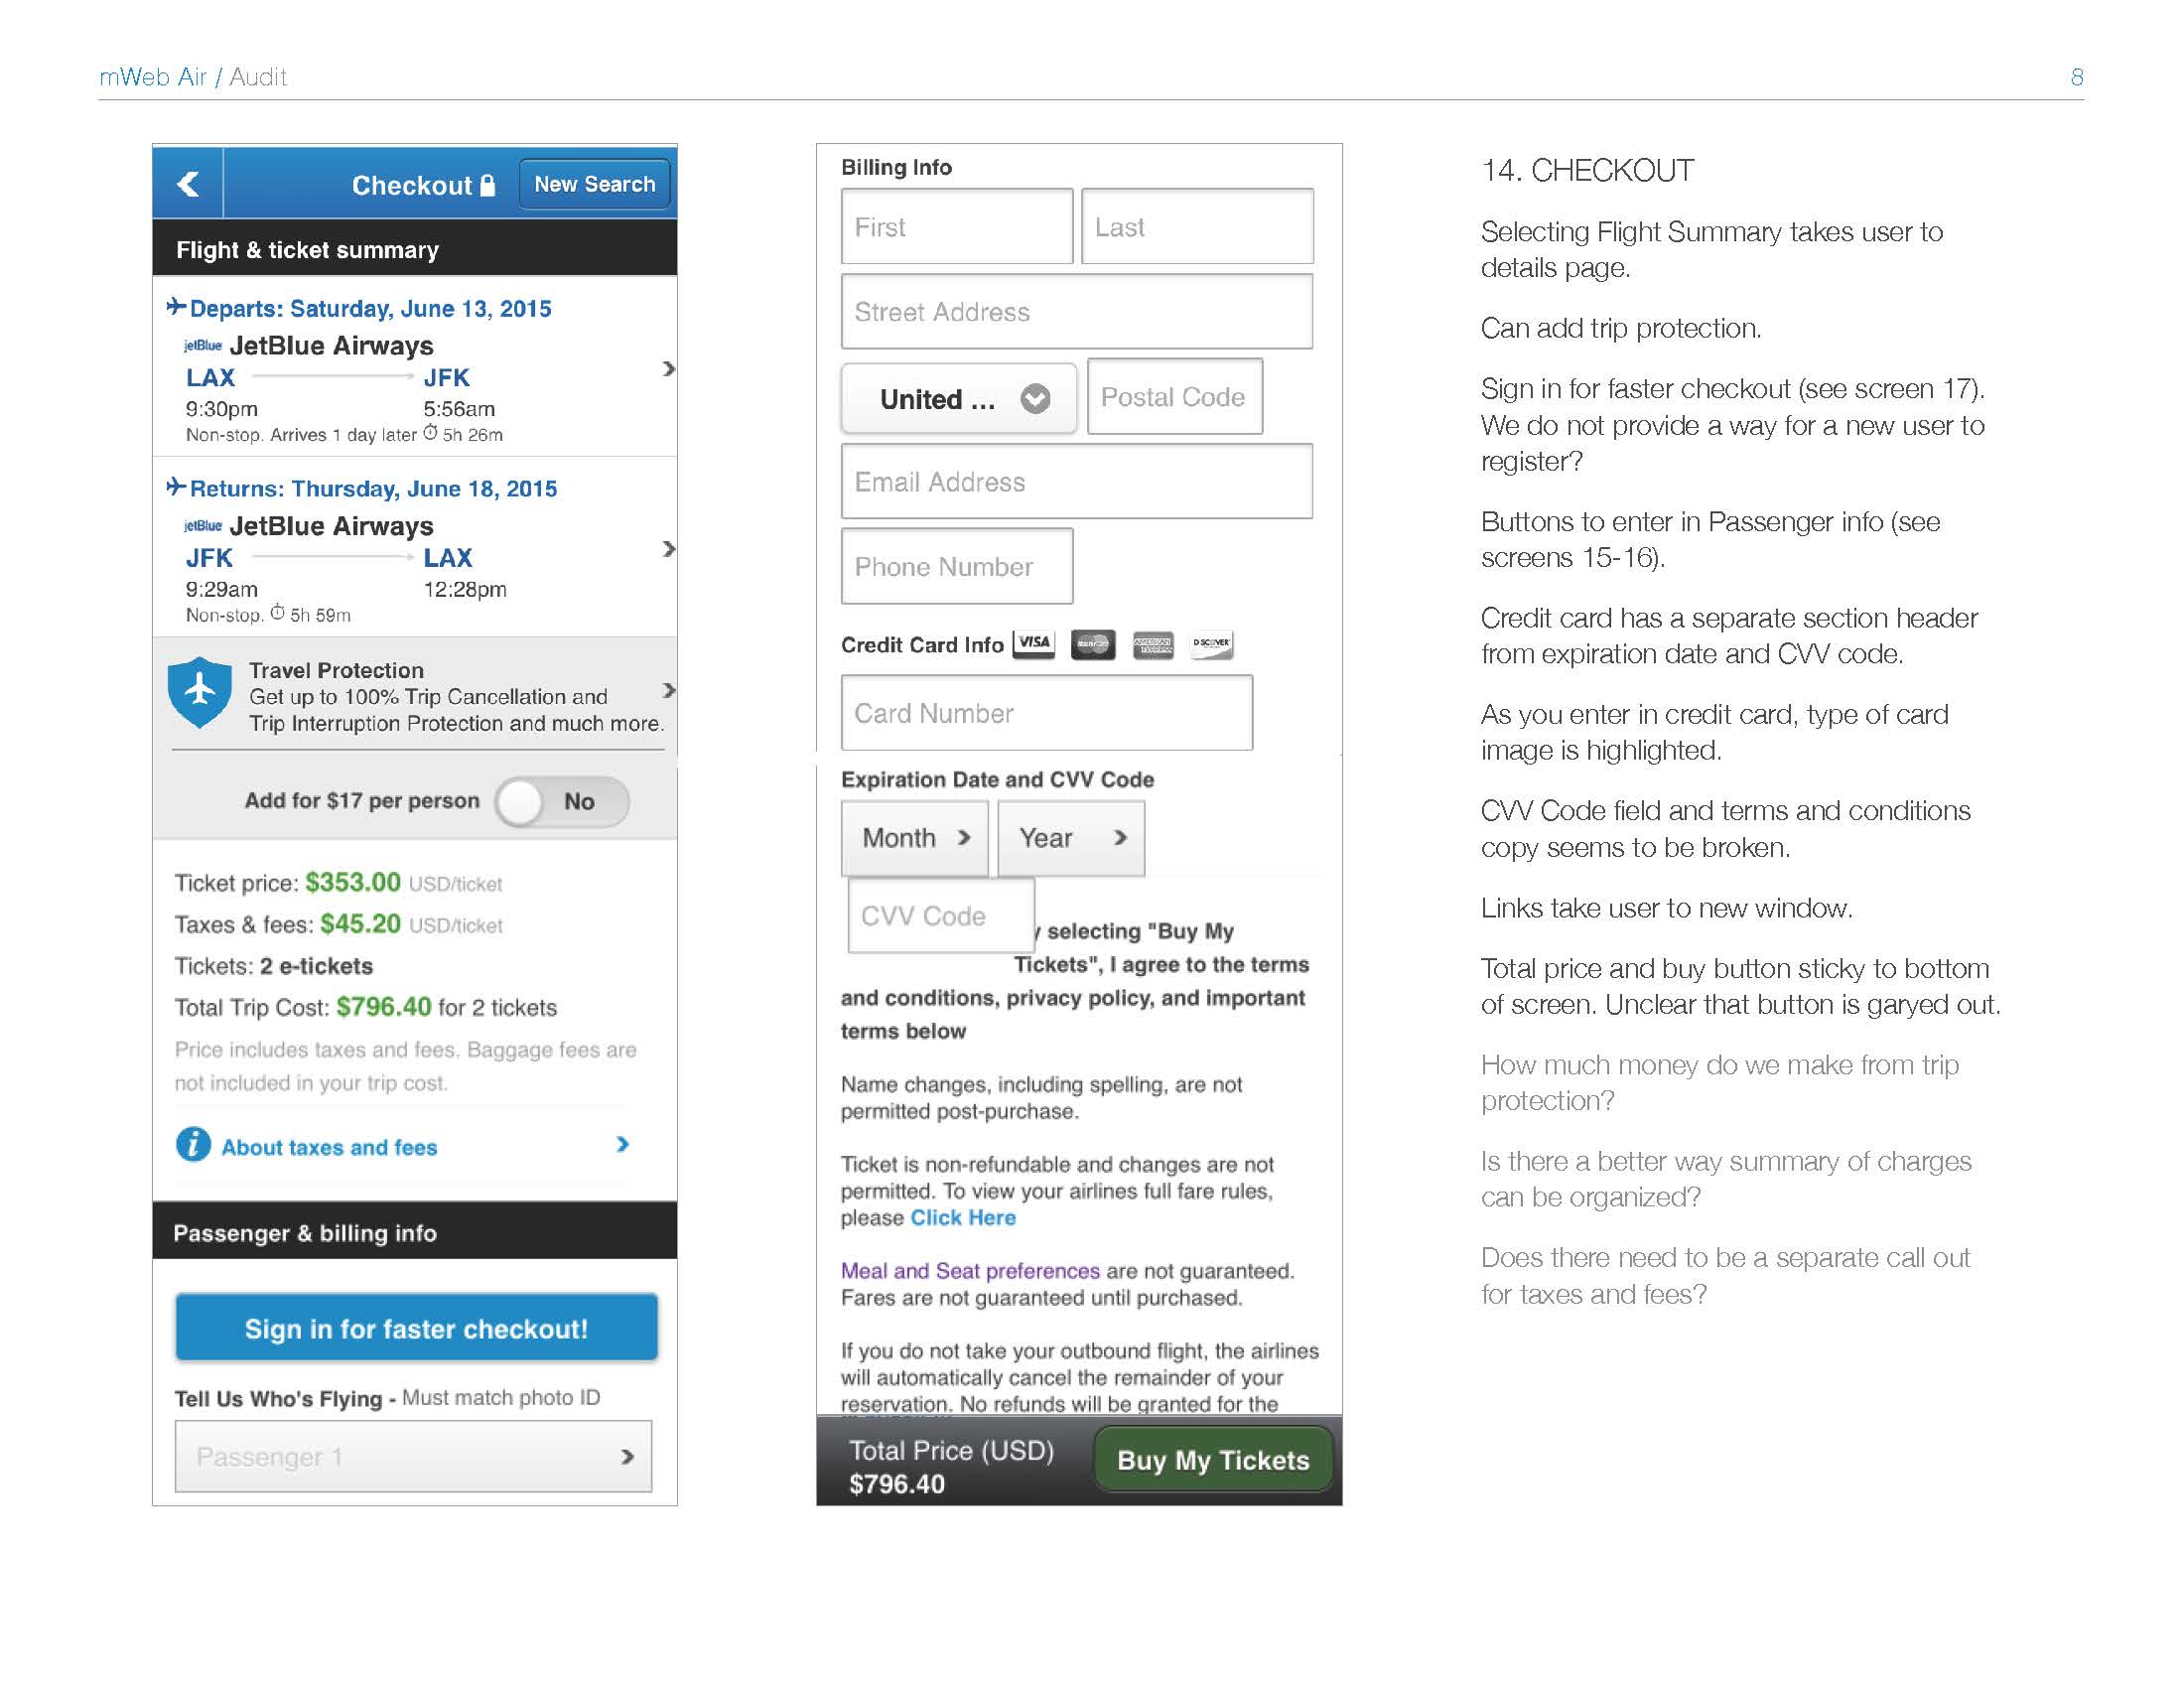 mWeb Air / Audit
8
Checkout
New Search
Flight & ticket summary
Departs: Saturday, June 13, 2015
jetBlue JetBlue Airways
LAX JFK
9:30pm 5:56am
Non-stop. Arrives 1 day later 5h 26m
Returns: Thursday, June 18, 2015
jetBlue JetBlue Airways
JFK LAX
9:29am 12:28pm
Non-stop. 5h 59m
Travel Protection
Get up to 100% Trip Cancellation and
Trip Interruption Protection and much more.
Add for $17 per person No
Ticket price: $353.00 USD/ticket
Taxes & fees: $45.20 USD/ticket
Tickets: 2 e-tickets
Total Trip Cost: $796.40 for 2 tickets
Price includes taxes and fees. Baggage fees are
not included in your trip cost.
About taxes and fees
Passenger & billing info
Sign in for faster checkout!
Tell Us Who's Flying - Must match photo ID
Passenger 1
Billing Info
First Last
Street Address
United ... Postal Code
Email Address
Phone Number
Credit Card Info VISA MasterCard AMERICAN EXPRESS DISCOVER
Card Number
Expiration Date and CVV Code
Month Year
CVV Code
y selecting "Buy My
Tickets", I agree to the terms
and conditions, privacy policy, and important
terms below
Name changes, including spelling, are not
permitted post-purchase.
Ticket is non-refundable and changes are not
permitted. To view your airlines full fare rules,
please Click Here
Meal and Seat preferences are not guaranteed.
Fares are not guaranteed until purchased.
If you do not take your outbound flight, the airlines
will automatically cancel the remainder of your
reservation. No refunds will be granted for the
Total Price (USD)
$796.40
Buy My Tickets
14. CHECKOUT
Selecting Flight Summary takes user to
details page.
Can add trip protection.
Sign in for faster checkout (see screen 17).
We do not provide a way for a new user to
register?
Buttons to enter in Passenger info (see
screens 15-16).
Credit card has a separate section header
from expiration date and CVV code.
As you enter in credit card, type of card
image is highlighted.
CVV Code field and terms and conditions
copy seems to be broken.
Links take user to new window.
Total price and buy button sticky to bottom
of screen. Unclear that button is garyed out.
How much money do we make from trip
protection?
Is there a better way summary of charges
can be organized?
Does there need to be a separate call out
for taxes and fees?